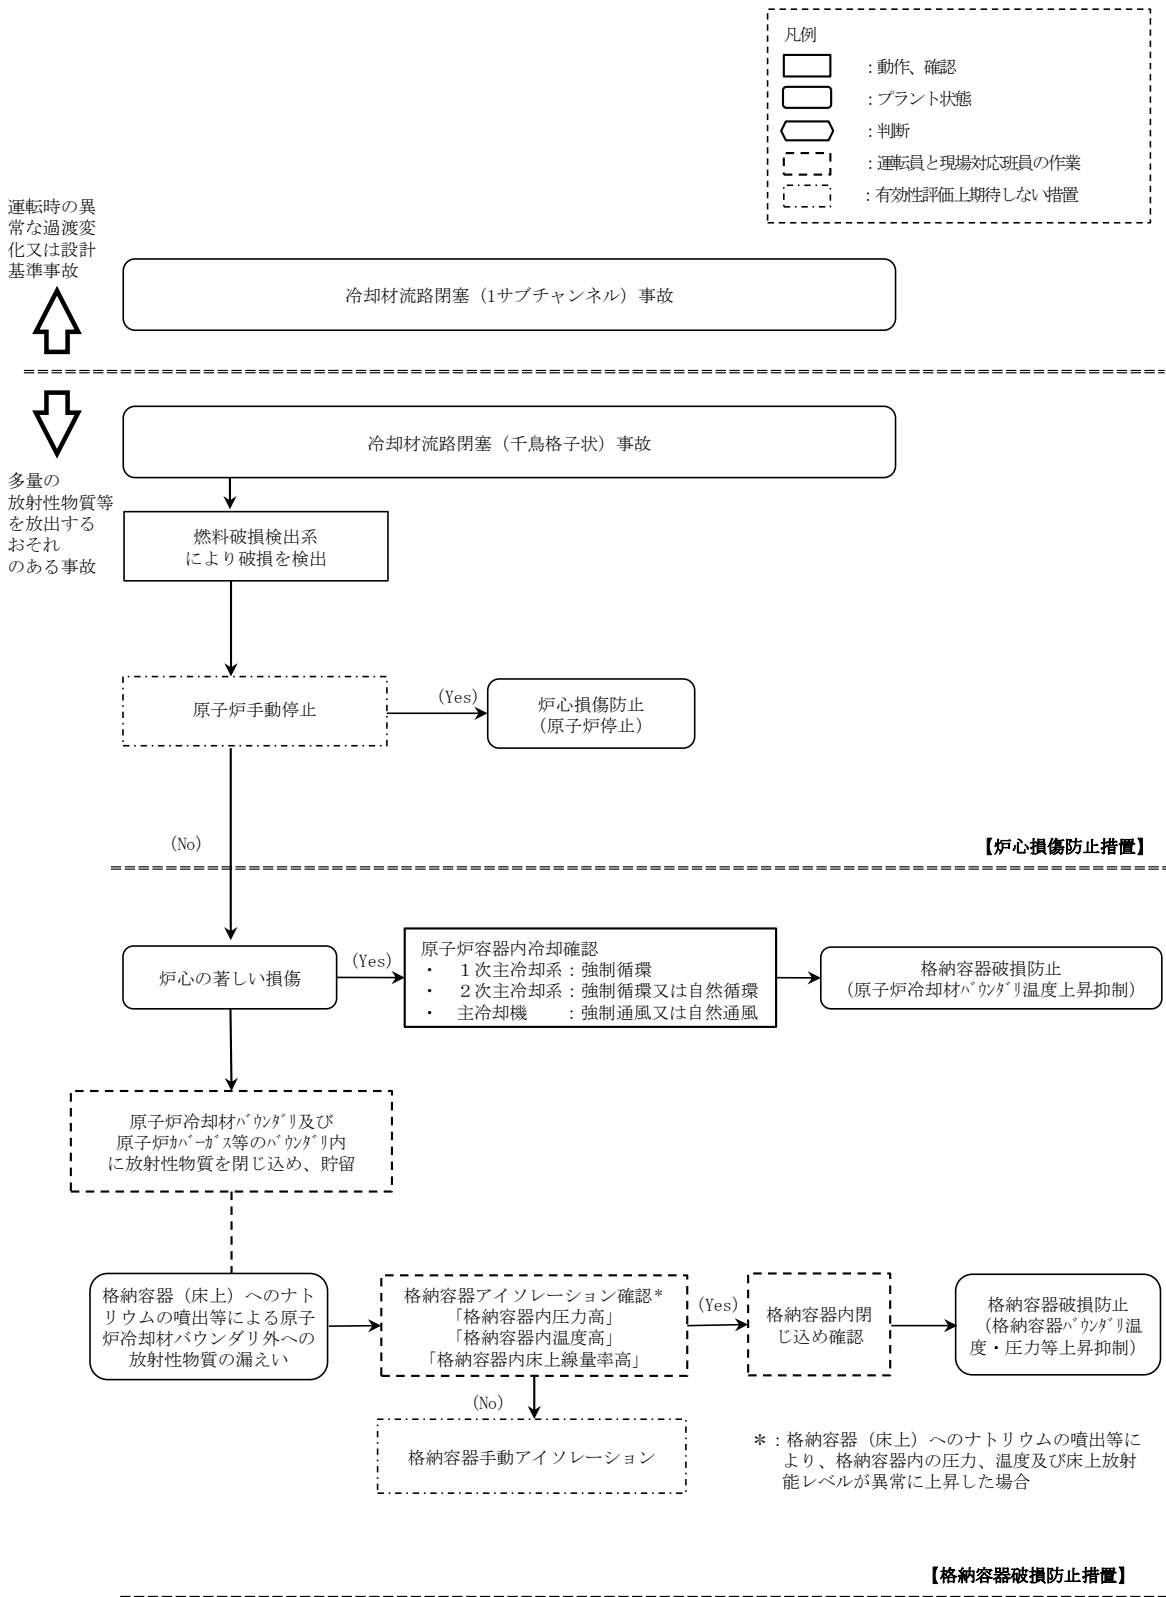 凡例
：動作、確認
：プラント状態
：判断
：運転員と現場対応班員の作業
：有効性評価上期待しない措置
運転時の異
常な過渡変
化又は設計
基準事故
冷却材流路閉塞（1サブチャンネル）事故
冷却材流路閉塞（千鳥格子状）事故
多量の
放射性物質等
を放出する
おそれ
のある事故
燃料破損検出系
により破損を検出
原子炉手動停止
(Yes)
炉心損傷防止
（原子炉停止）
(No)
【炉心損傷防止措置】
炉心の著しい損傷
(Yes)
原子炉容器内冷却確認
・　１次主冷却系：強制循環
・　２次主冷却系：強制循環又は自然循環
・　主冷却機　　：強制通風又は自然通風
格納容器破損防止
（原子炉冷却材ﾊﾞｳﾝﾀﾞﾘ温度上昇抑制）
原子炉冷却材ﾊﾞｳﾝﾀﾞﾘ及び
原子炉ｶﾊﾞｰｶﾞｽ等のﾊﾞｳﾝﾀﾞﾘ内
に放射性物質を閉じ込め、貯留
格納容器（床上）へのナト
リウムの噴出等による原子
炉冷却材バウンダリ外への
放射性物質の漏えい
格納容器アイソレーション確認*
「格納容器内圧力高」
「格納容器内温度高」
「格納容器内床上線量率高」
(Yes)
格納容器内閉
じ込め確認
格納容器破損防止
（格納容器ﾊﾞｳﾝﾀﾞﾘ温
度・圧力等上昇抑制）
(No)
格納容器手動アイソレーション
＊：格納容器（床上）へのナトリウムの噴出等に
より、格納容器内の圧力、温度及び床上放射
能レベルが異常に上昇した場合
【格納容器破損防止措置】